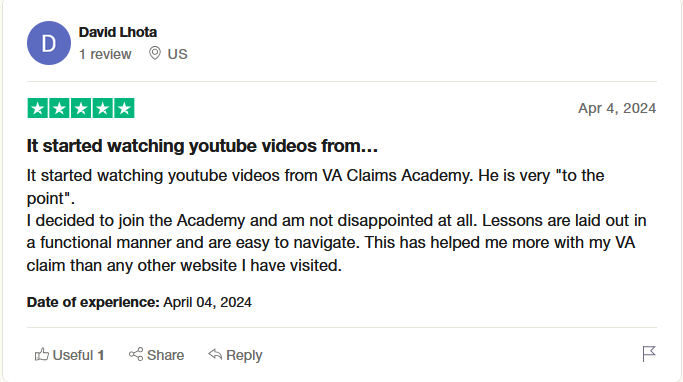 D
David Lhota
1 review US
Apr 4, 2024
It started watching youtube videos from…
It started watching youtube videos from VA Claims Academy. He is very "to the
point".
I decided to join the Academy and am not disappointed at all. Lessons are laid out in
a functional manner and are easy to navigate. This has helped me more with my VA
claim than any other website I have visited.
Date of experience: April 04, 2024
Useful 1 Share Reply